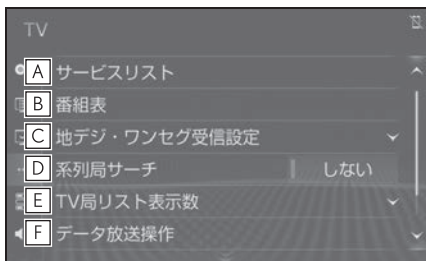 TV
A サービスリスト
B 番組表
C 地デジ・ワンセグ受信設定
D 系列局サーチ しない
E TV局リスト表示数
F データ放送操作